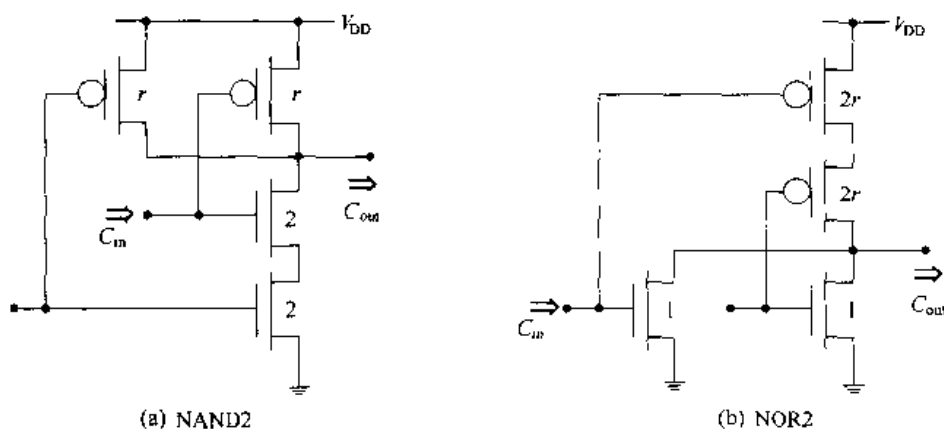 V_DD
r
r
C_in
C_out
2
2
(a) NAND2
V_DD
2r
2r
C_in
1
1
C_out
(b) NOR2